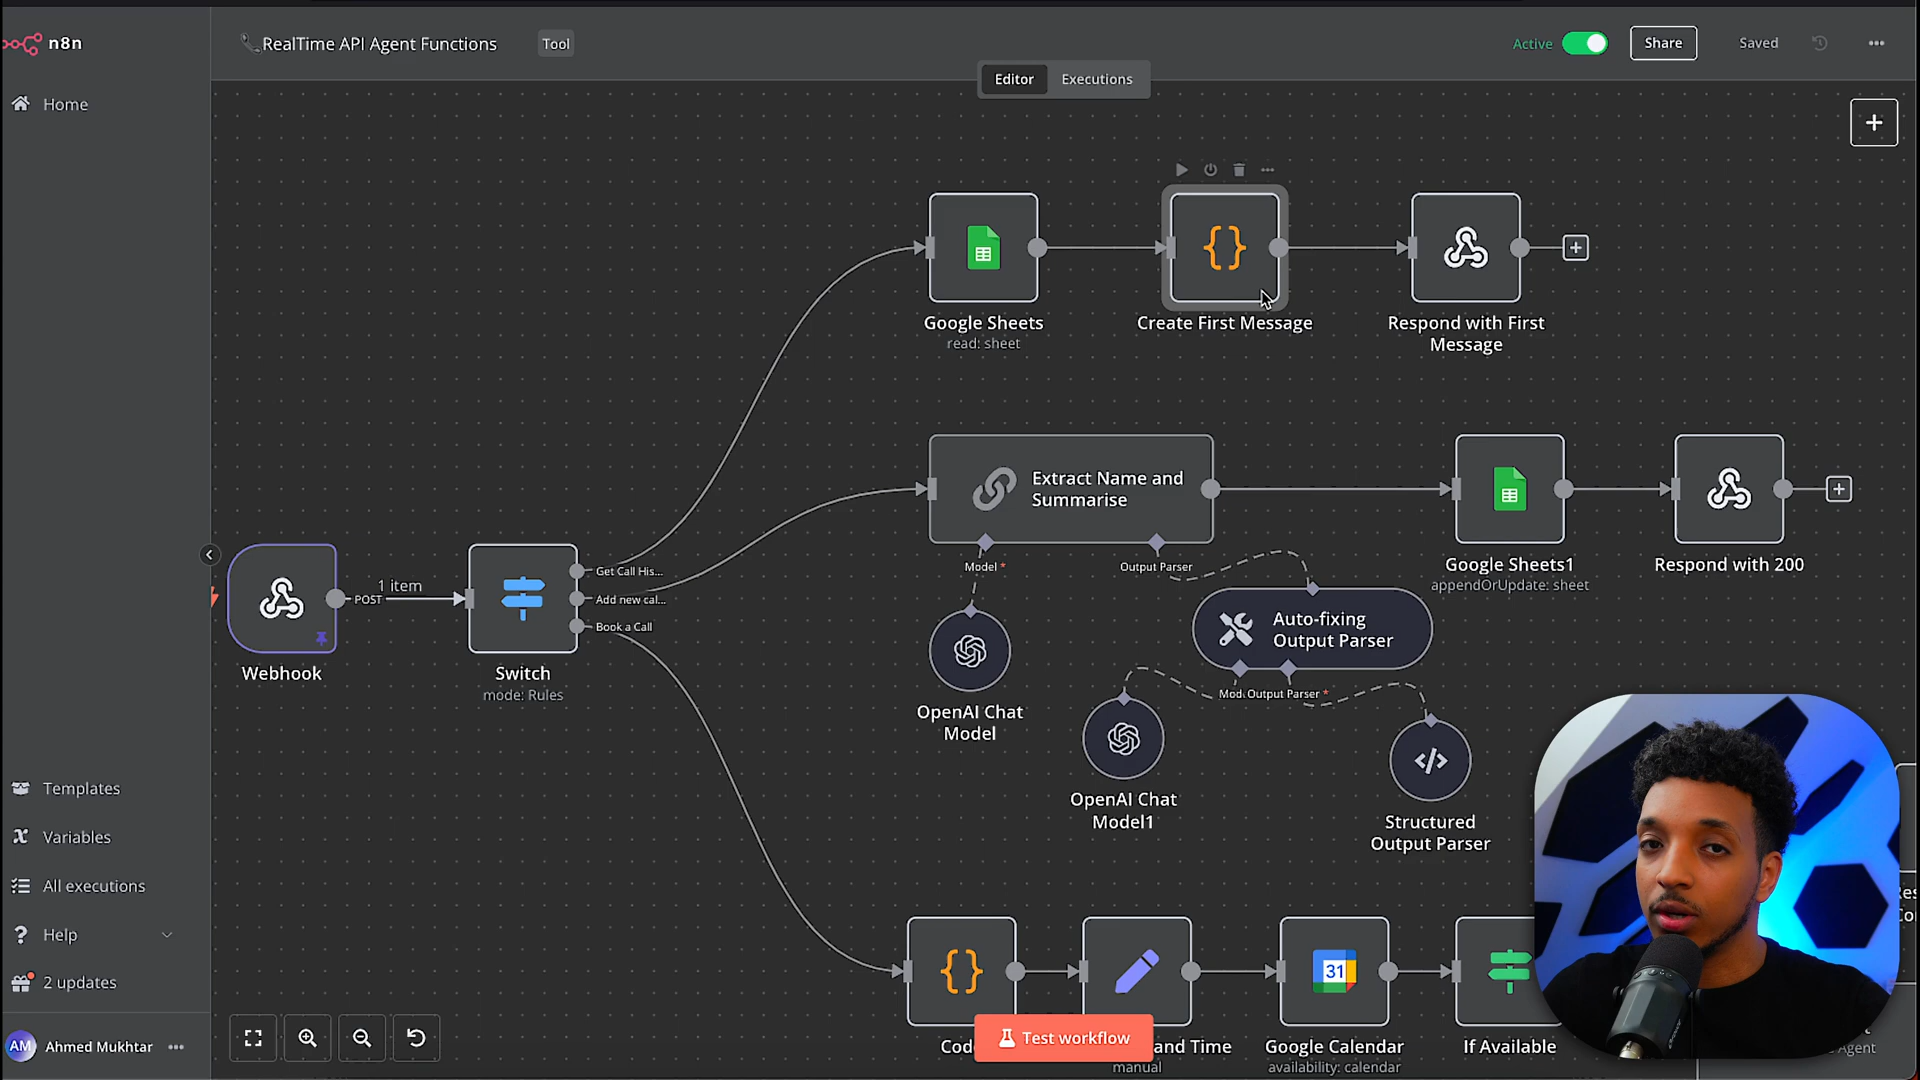 n8n
📞RealTime API Agent Functions
Tool
Active
Share
Saved
Editor
Executions
Home
Google Sheets
read: sheet
Create First Message
Respond with First
Message
Extract Name and
Summarise
Model *
Output Parser
Google Sheets1
appendOrUpdate: sheet
Respond with 200
POST
1 item
Get Call His...
Add new cal...
Book a Call
Webhook
Switch
mode: Rules
Auto-fixing
Output Parser
Mod
Output Parser *
OpenAI Chat
Model
OpenAI Chat
Model1
</>
Structured
Output Parser
Templates
Variables
All executions
Help
2 updates
AM
Ahmed Mukhtar
31
Test workflow
and Time
manual
Google Calendar
availability: calendar
If Available
Agent